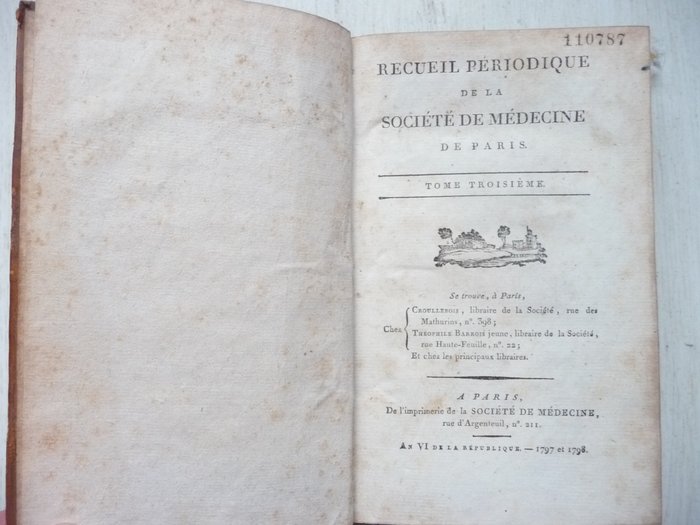 110787
RECUEIL PÉRIODIQUE
DE LA
SOCIÉTÉ DE MÉDECINE
DE PARIS.
TOME TROISIÈME.
Se trouve, à Paris,
Chez
CROULLEBOIS, libraire de la Société, rue des
Mathurins, nº. 398;
THÉOPHILE BARROIS jeune, libraire de la Société,
rue Haute-Feuille, nº. 22;
Et chez les principaux libraires.
A PARIS,
De l'imprimerie de la SOCIÉTÉ DE MÉDECINE,
rue d'Argenteuil, nº. 211.
AN VI DE LA RÉPUBLIQUE. — 1797 et 1798.